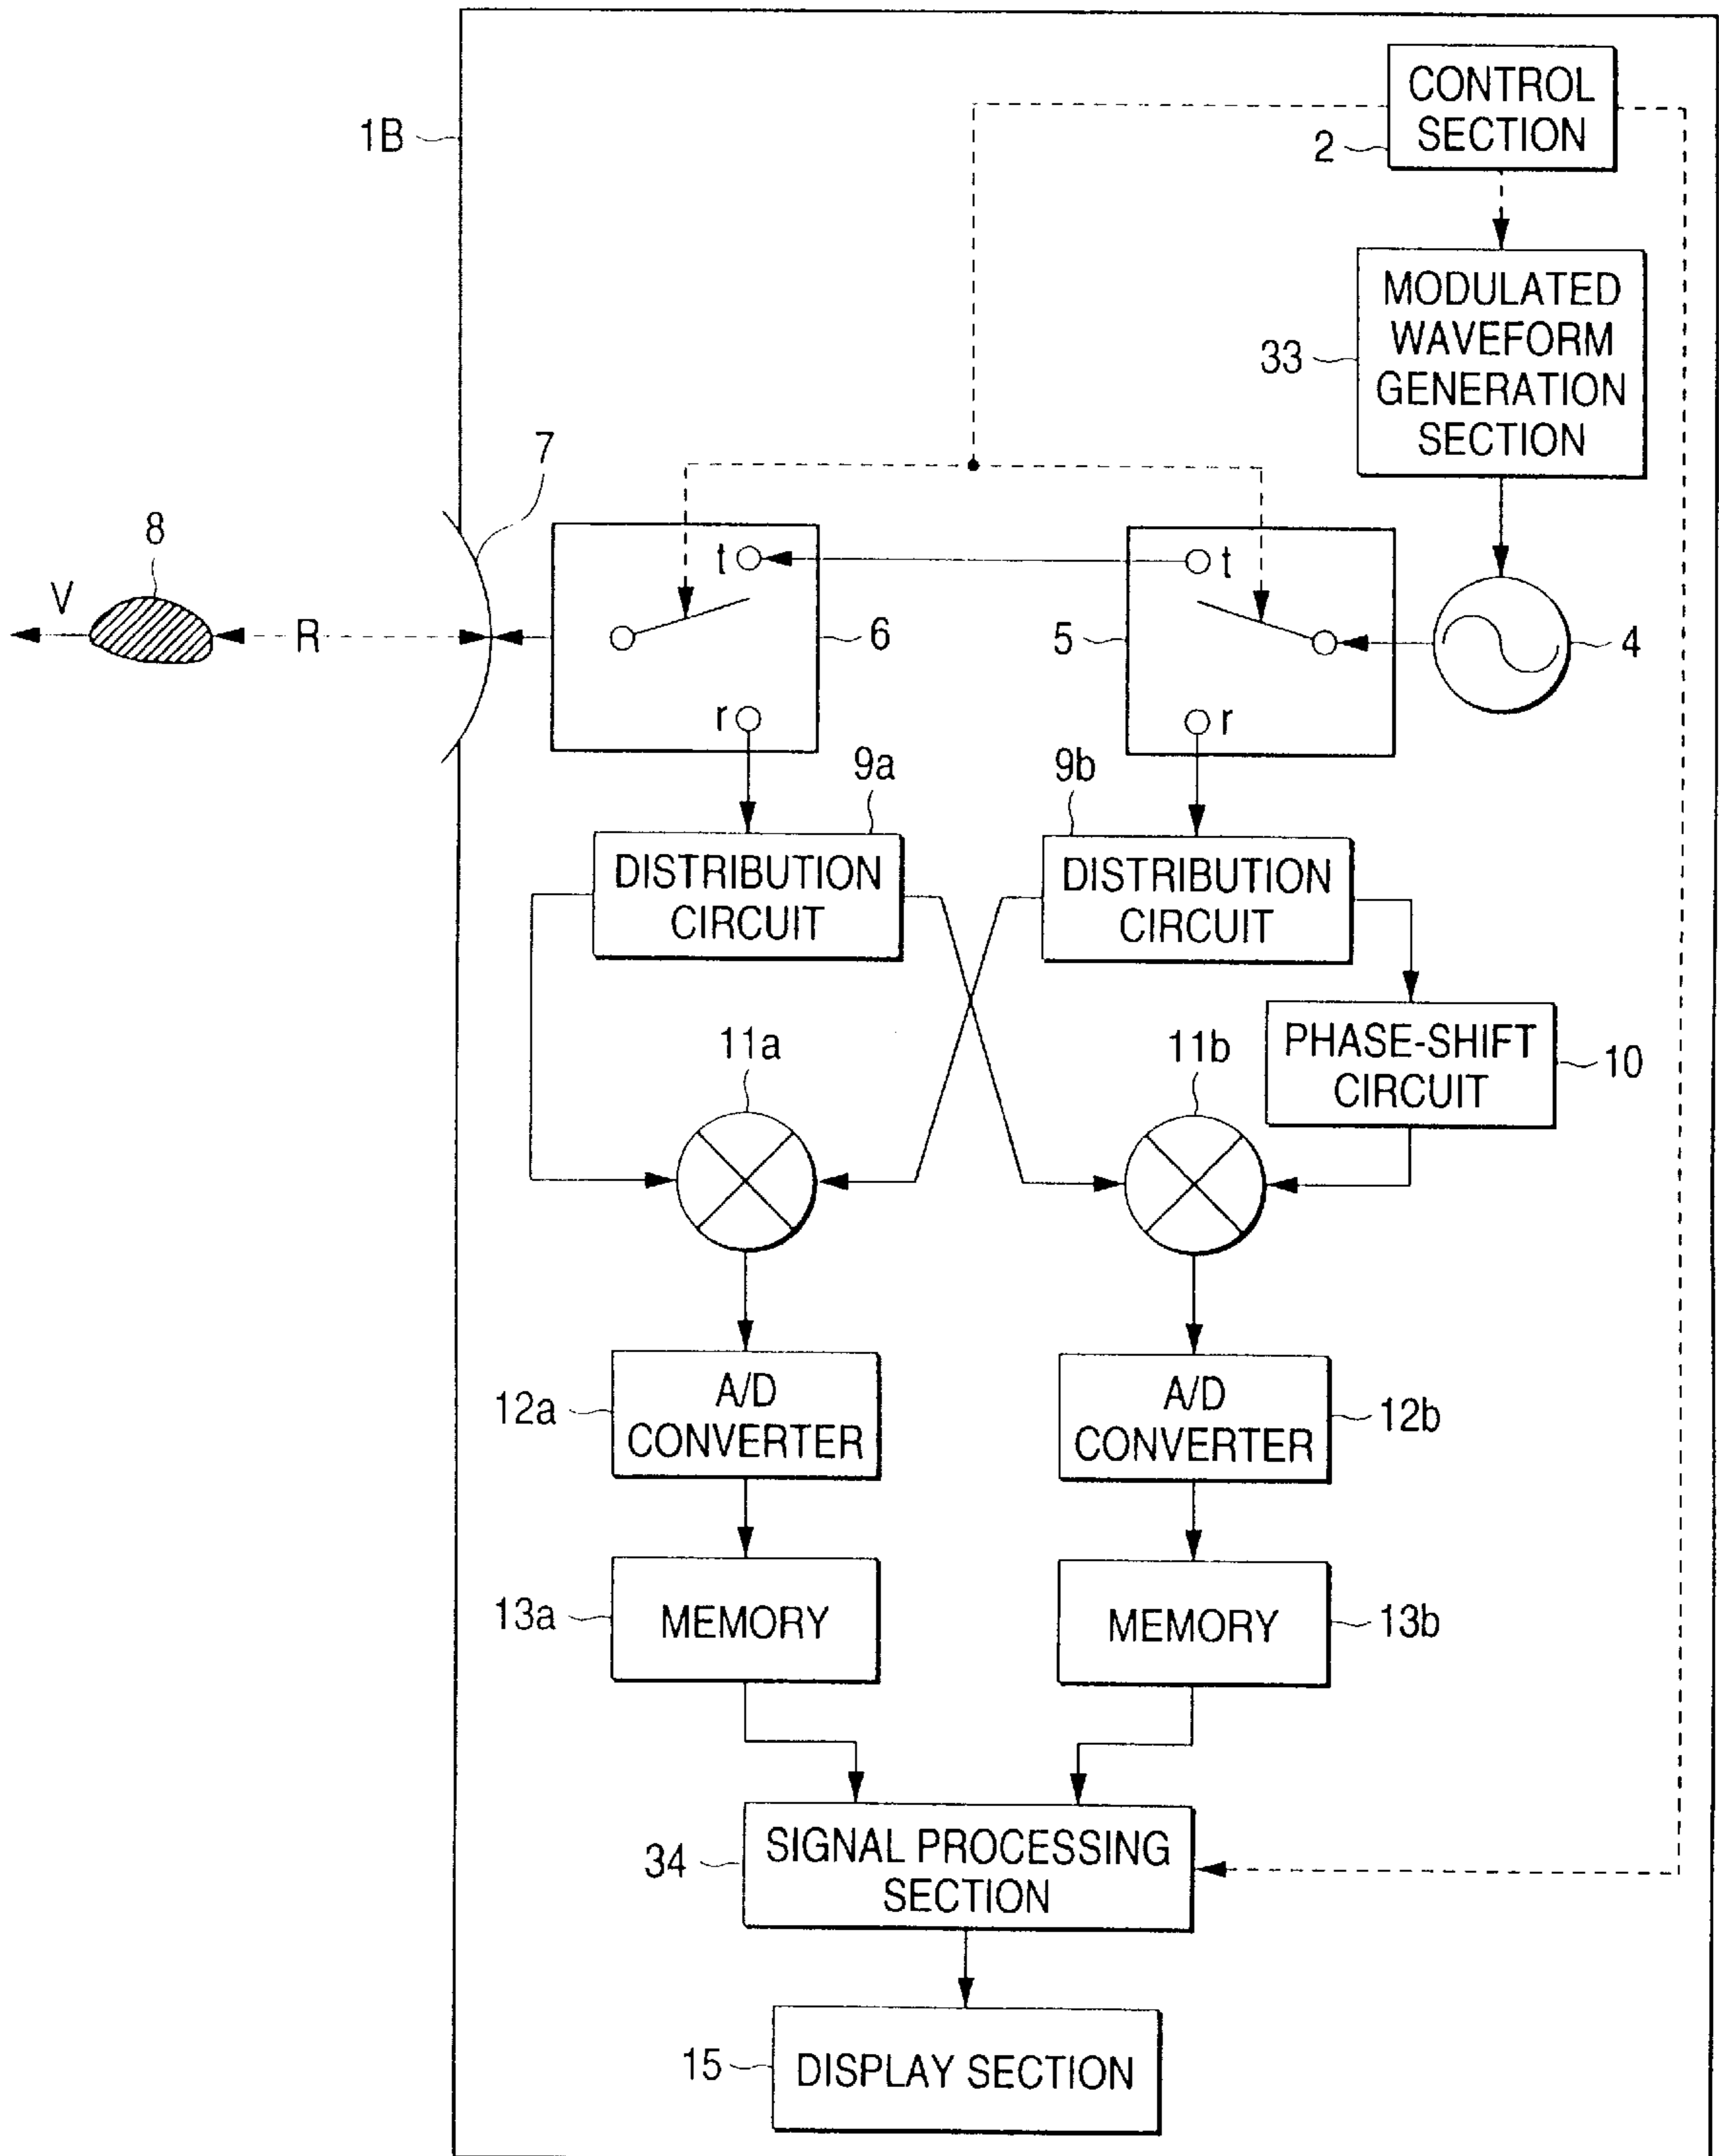 CONTROL
SECTION
1B
2
MODULATED
WAVEFORM
GENERATION
SECTION
33
7
8
V
R
t
t
6
5
4
r
r
9a
9b
DISTRIBUTION
CIRCUIT
DISTRIBUTION
CIRCUIT
11a
11b
PHASE-SHIFT
CIRCUIT
10
12a
A/D
CONVERTER
A/D
CONVERTER
12b
13a
MEMORY
MEMORY
13b
34
SIGNAL PROCESSING
SECTION
15
DISPLAY SECTION